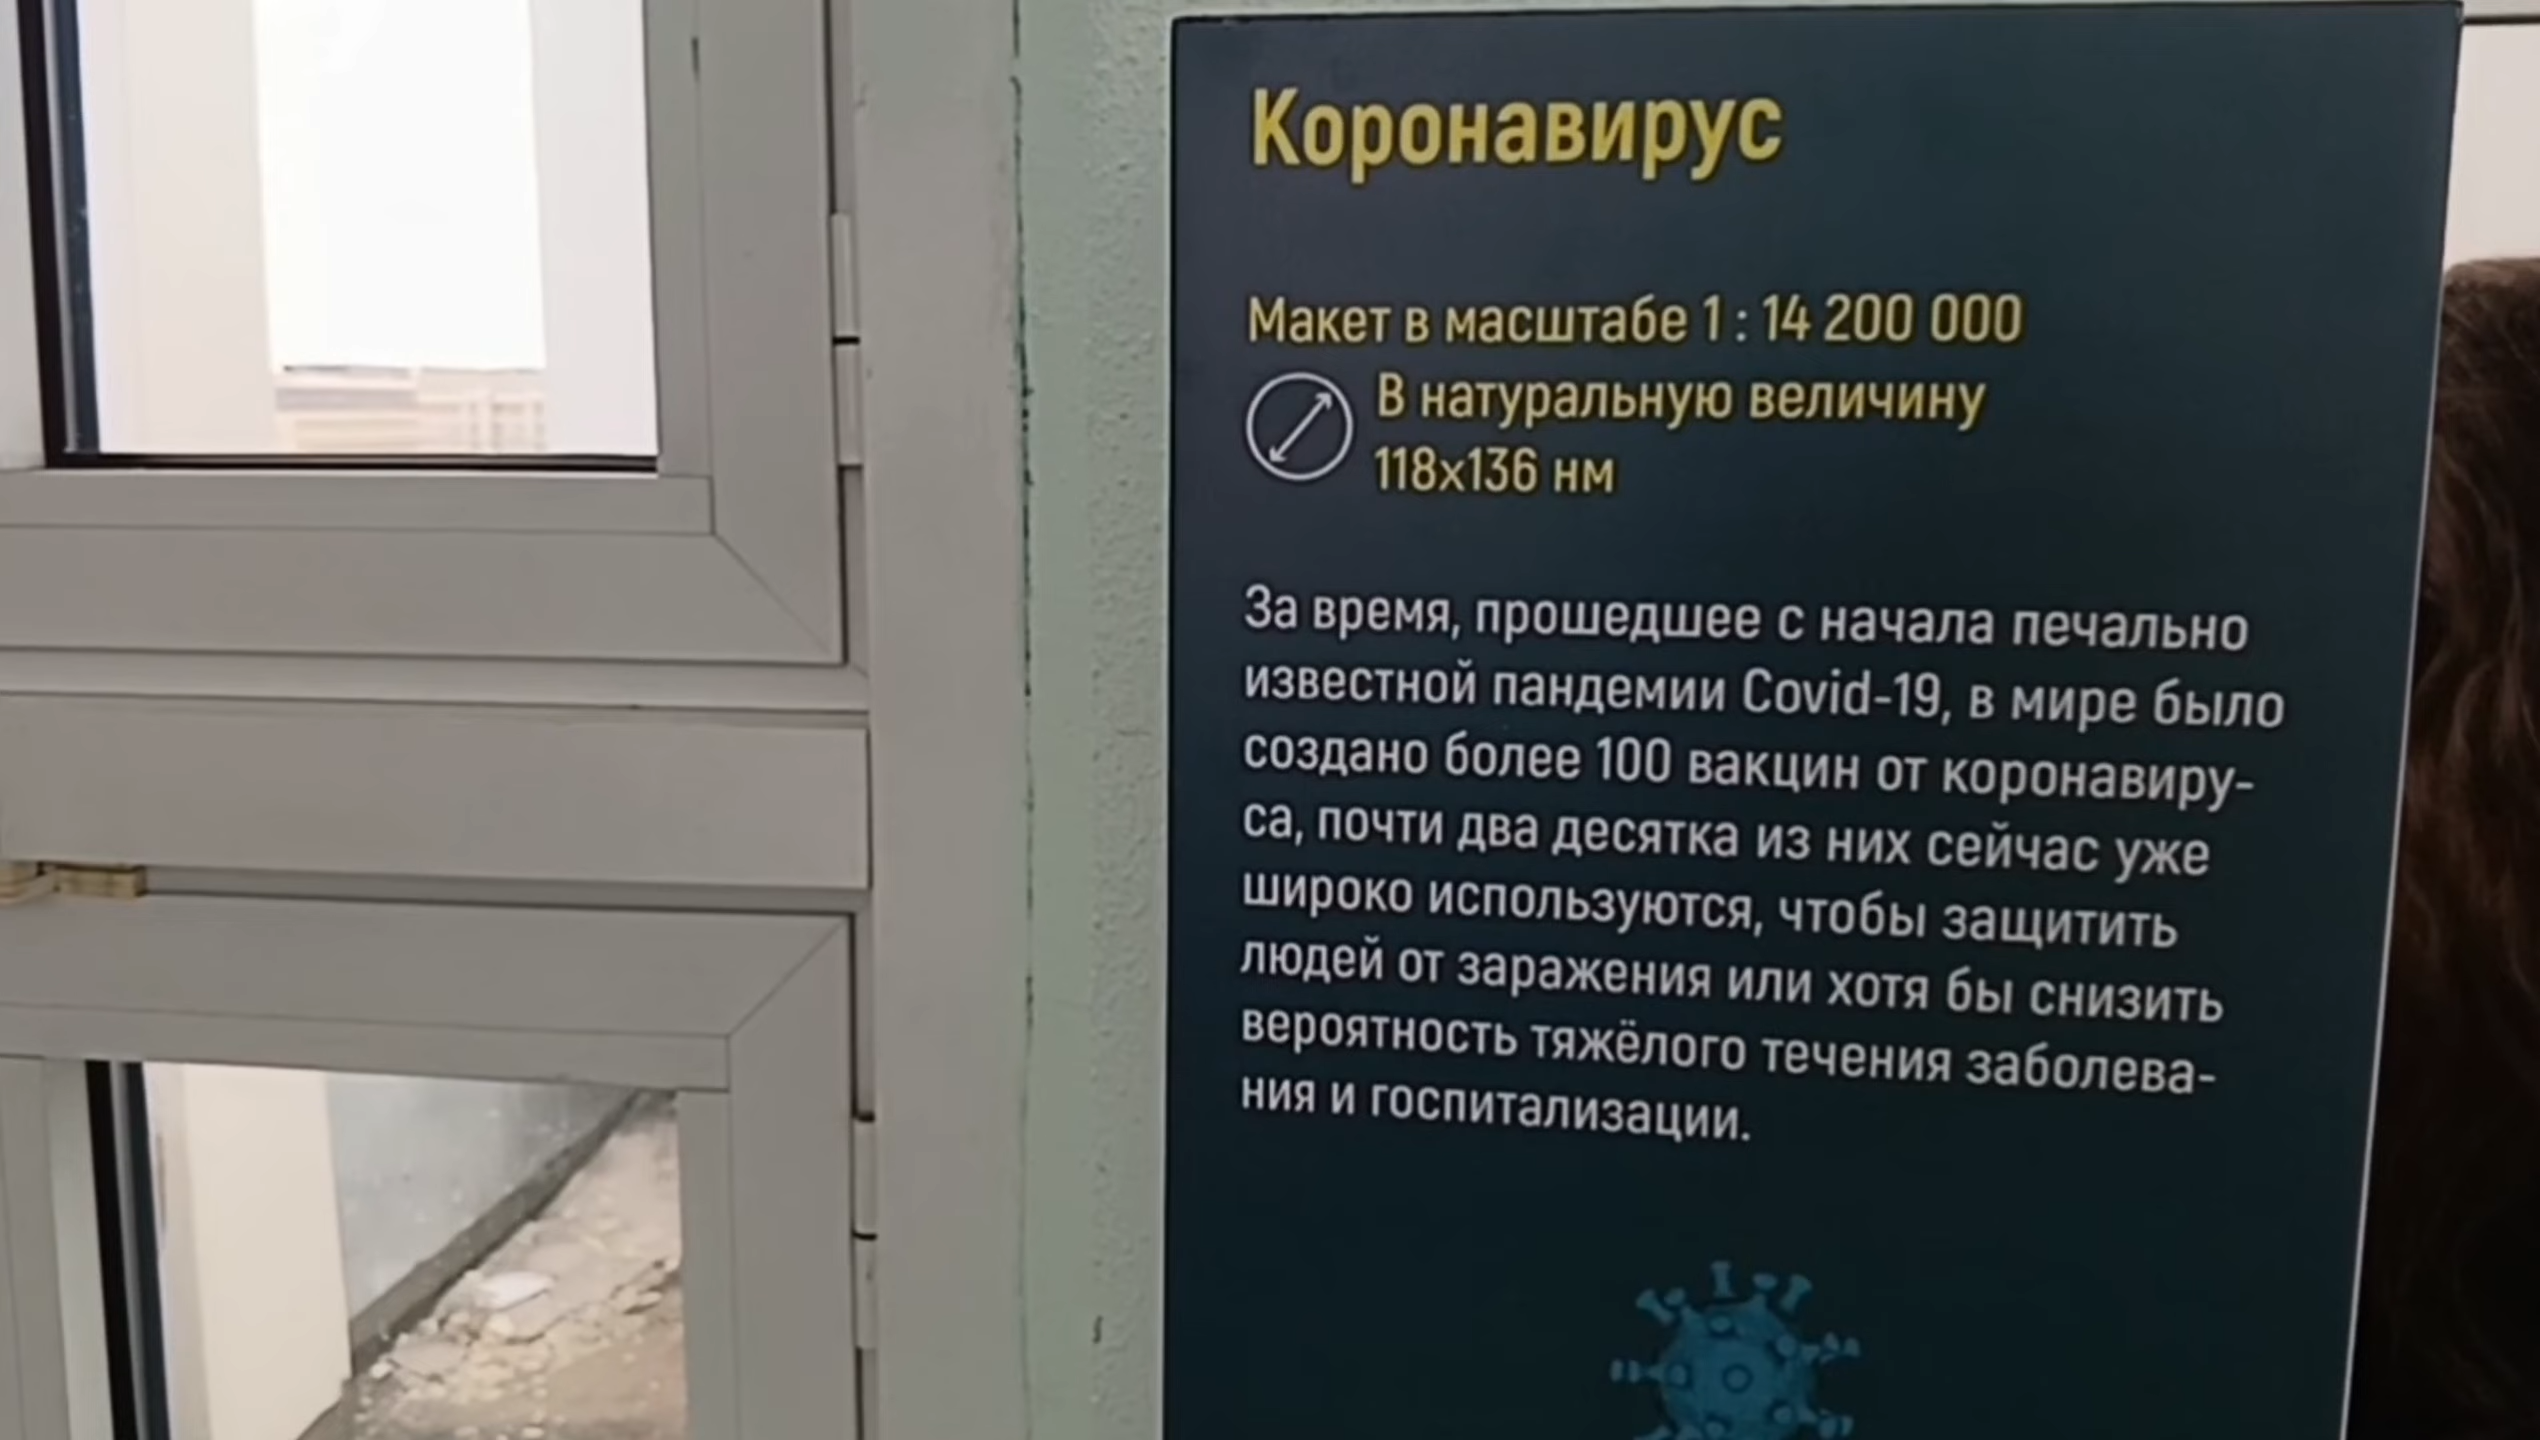 Коронавирус
Макет в масштабе 1 : 14 200 000
В натуральную величину
118х136 нм
За время, прошедшее с начала печально
известной пандемии Covid-19, в мире было
создано более 100 вакцин от коронавиру-
са, почти два десятка из них сейчас уже
широко используются, чтобы защитить
людей от заражения или хотя бы снизить
вероятность тяжёлого течения заболева-
ния и госпитализации.